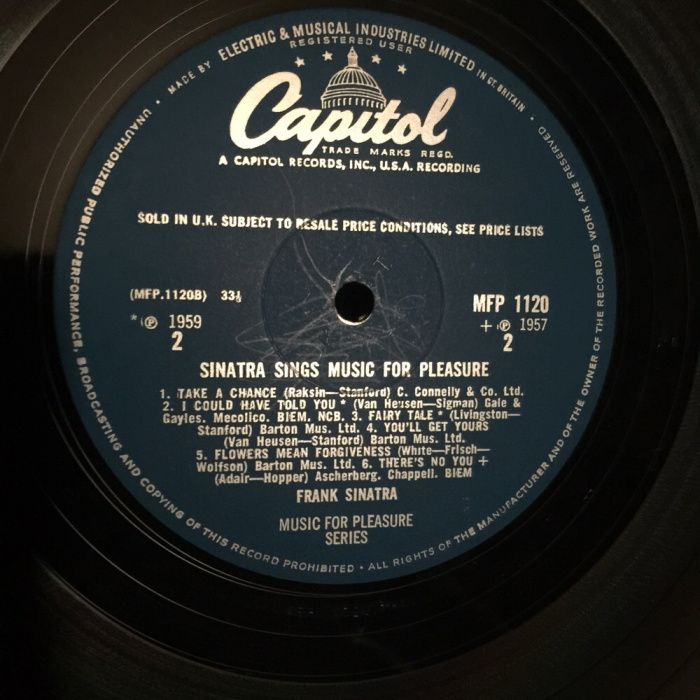 MADE BY ELECTRIC & MUSICAL INDUSTRIES LIMITED IN GT. BRITAIN •
REGISTERED USER
Capitol
TRADE MARKS REGD.
A CAPITOL RECORDS, INC., U.S.A. RECORDING
SOLD IN U.K. SUBJECT TO RESALE PRICE CONDITIONS, SEE PRICE LISTS
(MFP.1120B) 33⅓
MFP 1120
* ℗ 1959
+ ℗ 1957
2
2
SINATRA SINGS MUSIC FOR PLEASURE
1. TAKE A CHANCE (Raksin—Stanford) C. Connelly & Co. Ltd.
2. I COULD HAVE TOLD YOU * (Van Heusen—Sigman) Gale &
Gayles. Mecolico. BIEM. NCB. 3. FAIRY TALE * (Livingston—
Stanford) Barton Mus. Ltd. 4. YOU'LL GET YOURS
(Van Heusen—Stanford) Barton Mus. Ltd.
5. FLOWERS MEAN FORGIVENESS (White—Frisch—
Wolfson) Barton Mus. Ltd. 6. THERE'S NO YOU +
(Adair—Hopper) Ascherberg. Chappell. BIEM
FRANK SINATRA
MUSIC FOR PLEASURE
SERIES
ALL RIGHTS OF THE MANUFACTURER AND OF THE OWNER OF THE RECORDED WORK ARE RESERVED
• UNAUTHORIZED PUBLIC PERFORMANCE, BROADCASTING AND COPYING OF THIS RECORD PROHIBITED •